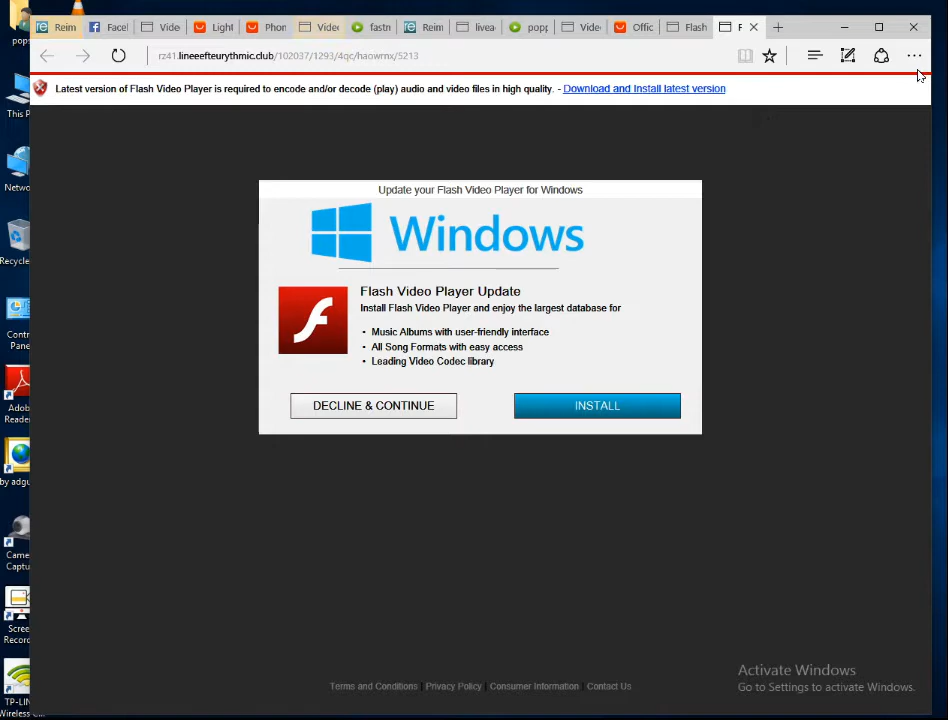 pops
Reim
Facel
Vide
Light
Phon
Vide
fastn
Reim
livea
popp
Vide
Offic
Flash
F
rz41.lineeefteurythmic.club/102037/1293/4qc/haowrnx/5213
Latest version of Flash Video Player is required to encode and/or decode (play) audio and video files in high quality. - Download and Install latest version
This P
Netwo
Recycle
Contr
Pane
Adob
Reade
by adgu
Came
Captu
Scree
Recorc
TP-LIN
Wireless C...
Update your Flash Video Player for Windows
Windows
Flash Video Player Update
Install Flash Video Player and enjoy the largest database for
• Music Albums with user-friendly interface
• All Song Formats with easy access
• Leading Video Codec library
DECLINE & CONTINUE
INSTALL
Activate Windows
Go to Settings to activate Windows.
Terms and Conditions | Privacy Policy | Consumer Information | Contact Us